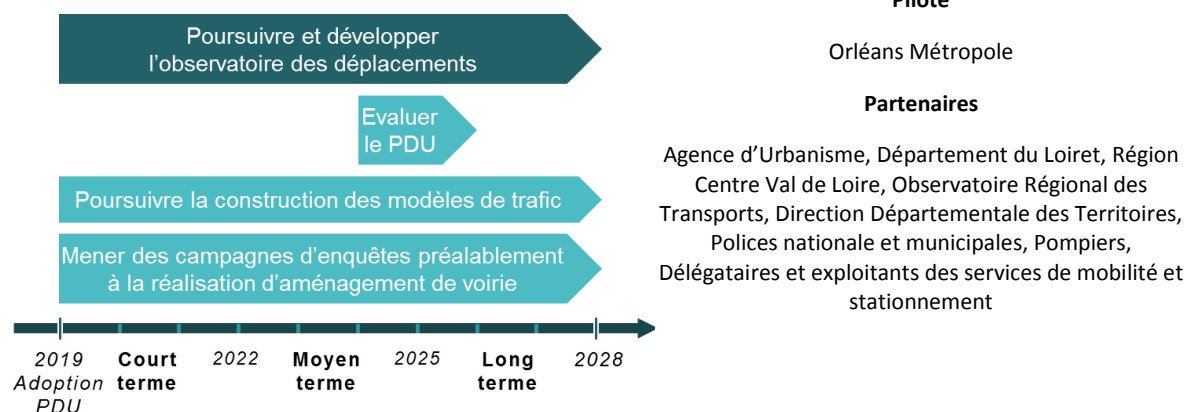 Poursuivre et développer
l'observatoire des déplacements
Evaluer
le PDU
Poursuivre la construction des modèles de trafic
Mener des campagnes d'enquêtes préalablement
à la réalisation d'aménagement de voirie
2019
Adoption
PDU
Court
terme
2022
Moyen
terme
2025
Long
terme
2028
Pilote
Orléans Métropole
Partenaires
Agence d'Urbanisme, Département du Loiret, Région
Centre Val de Loire, Observatoire Régional des
Transports, Direction Départementale des Territoires,
Polices nationale et municipales, Pompiers,
Délégataires et exploitants des services de mobilité et
stationnement